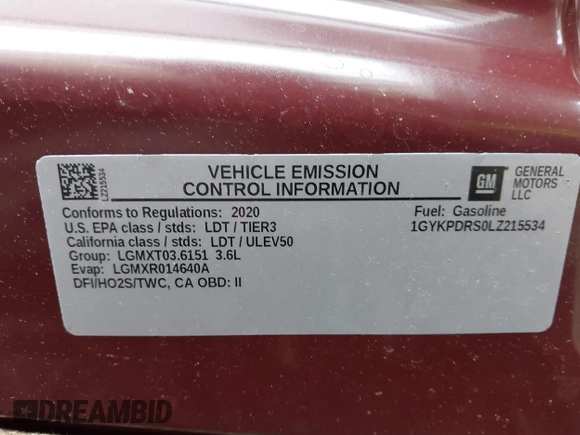 LZ215534
VEHICLE EMISSION
CONTROL INFORMATION
GM
GENERAL
MOTORS
LLC
Conforms to Regulations: 2020
U.S. EPA class / stds: LDT / TIER3
California class / stds: LDT / ULEV50
Group: LGMXT03.6151 3.6L
Evap: LGMXR014640A
DFI/HO2S/TWC, CA OBD: II
Fuel: Gasoline
1GYKPDRS0LZ215534
DREAMBID